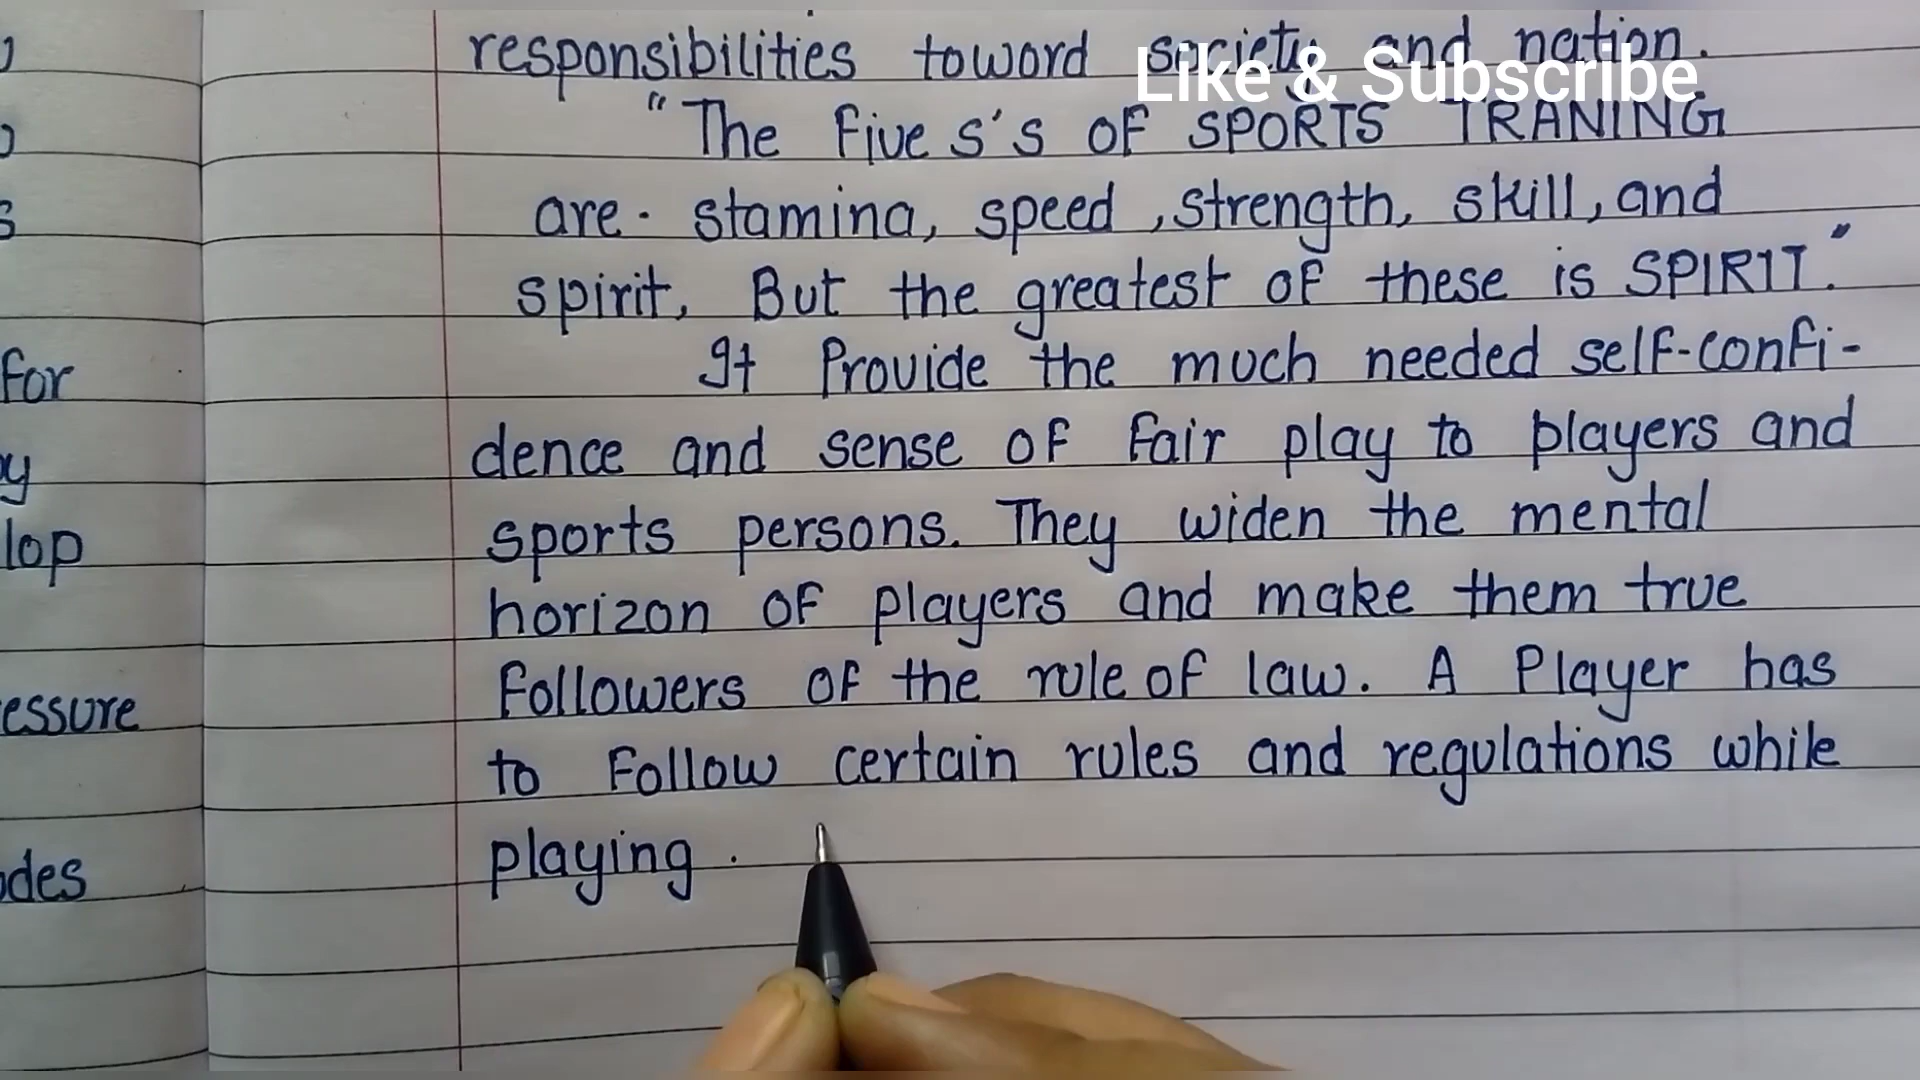 responsibilities toward society and nation.
Like & Subscribe
"The Five S's OF SPORTS TRANING
are. stamina, speed, strength, skill, and
spirit, But the greatest of these is SPIRIT."
It Provide the much needed self-confi-
dence and sense of fair play to players and
sports persons. They widen the mental
horizon of players and make them true
Followers of the rule of law. A Player has
to Follow certain rules and regulations while
playing.
for
lop
essure
des